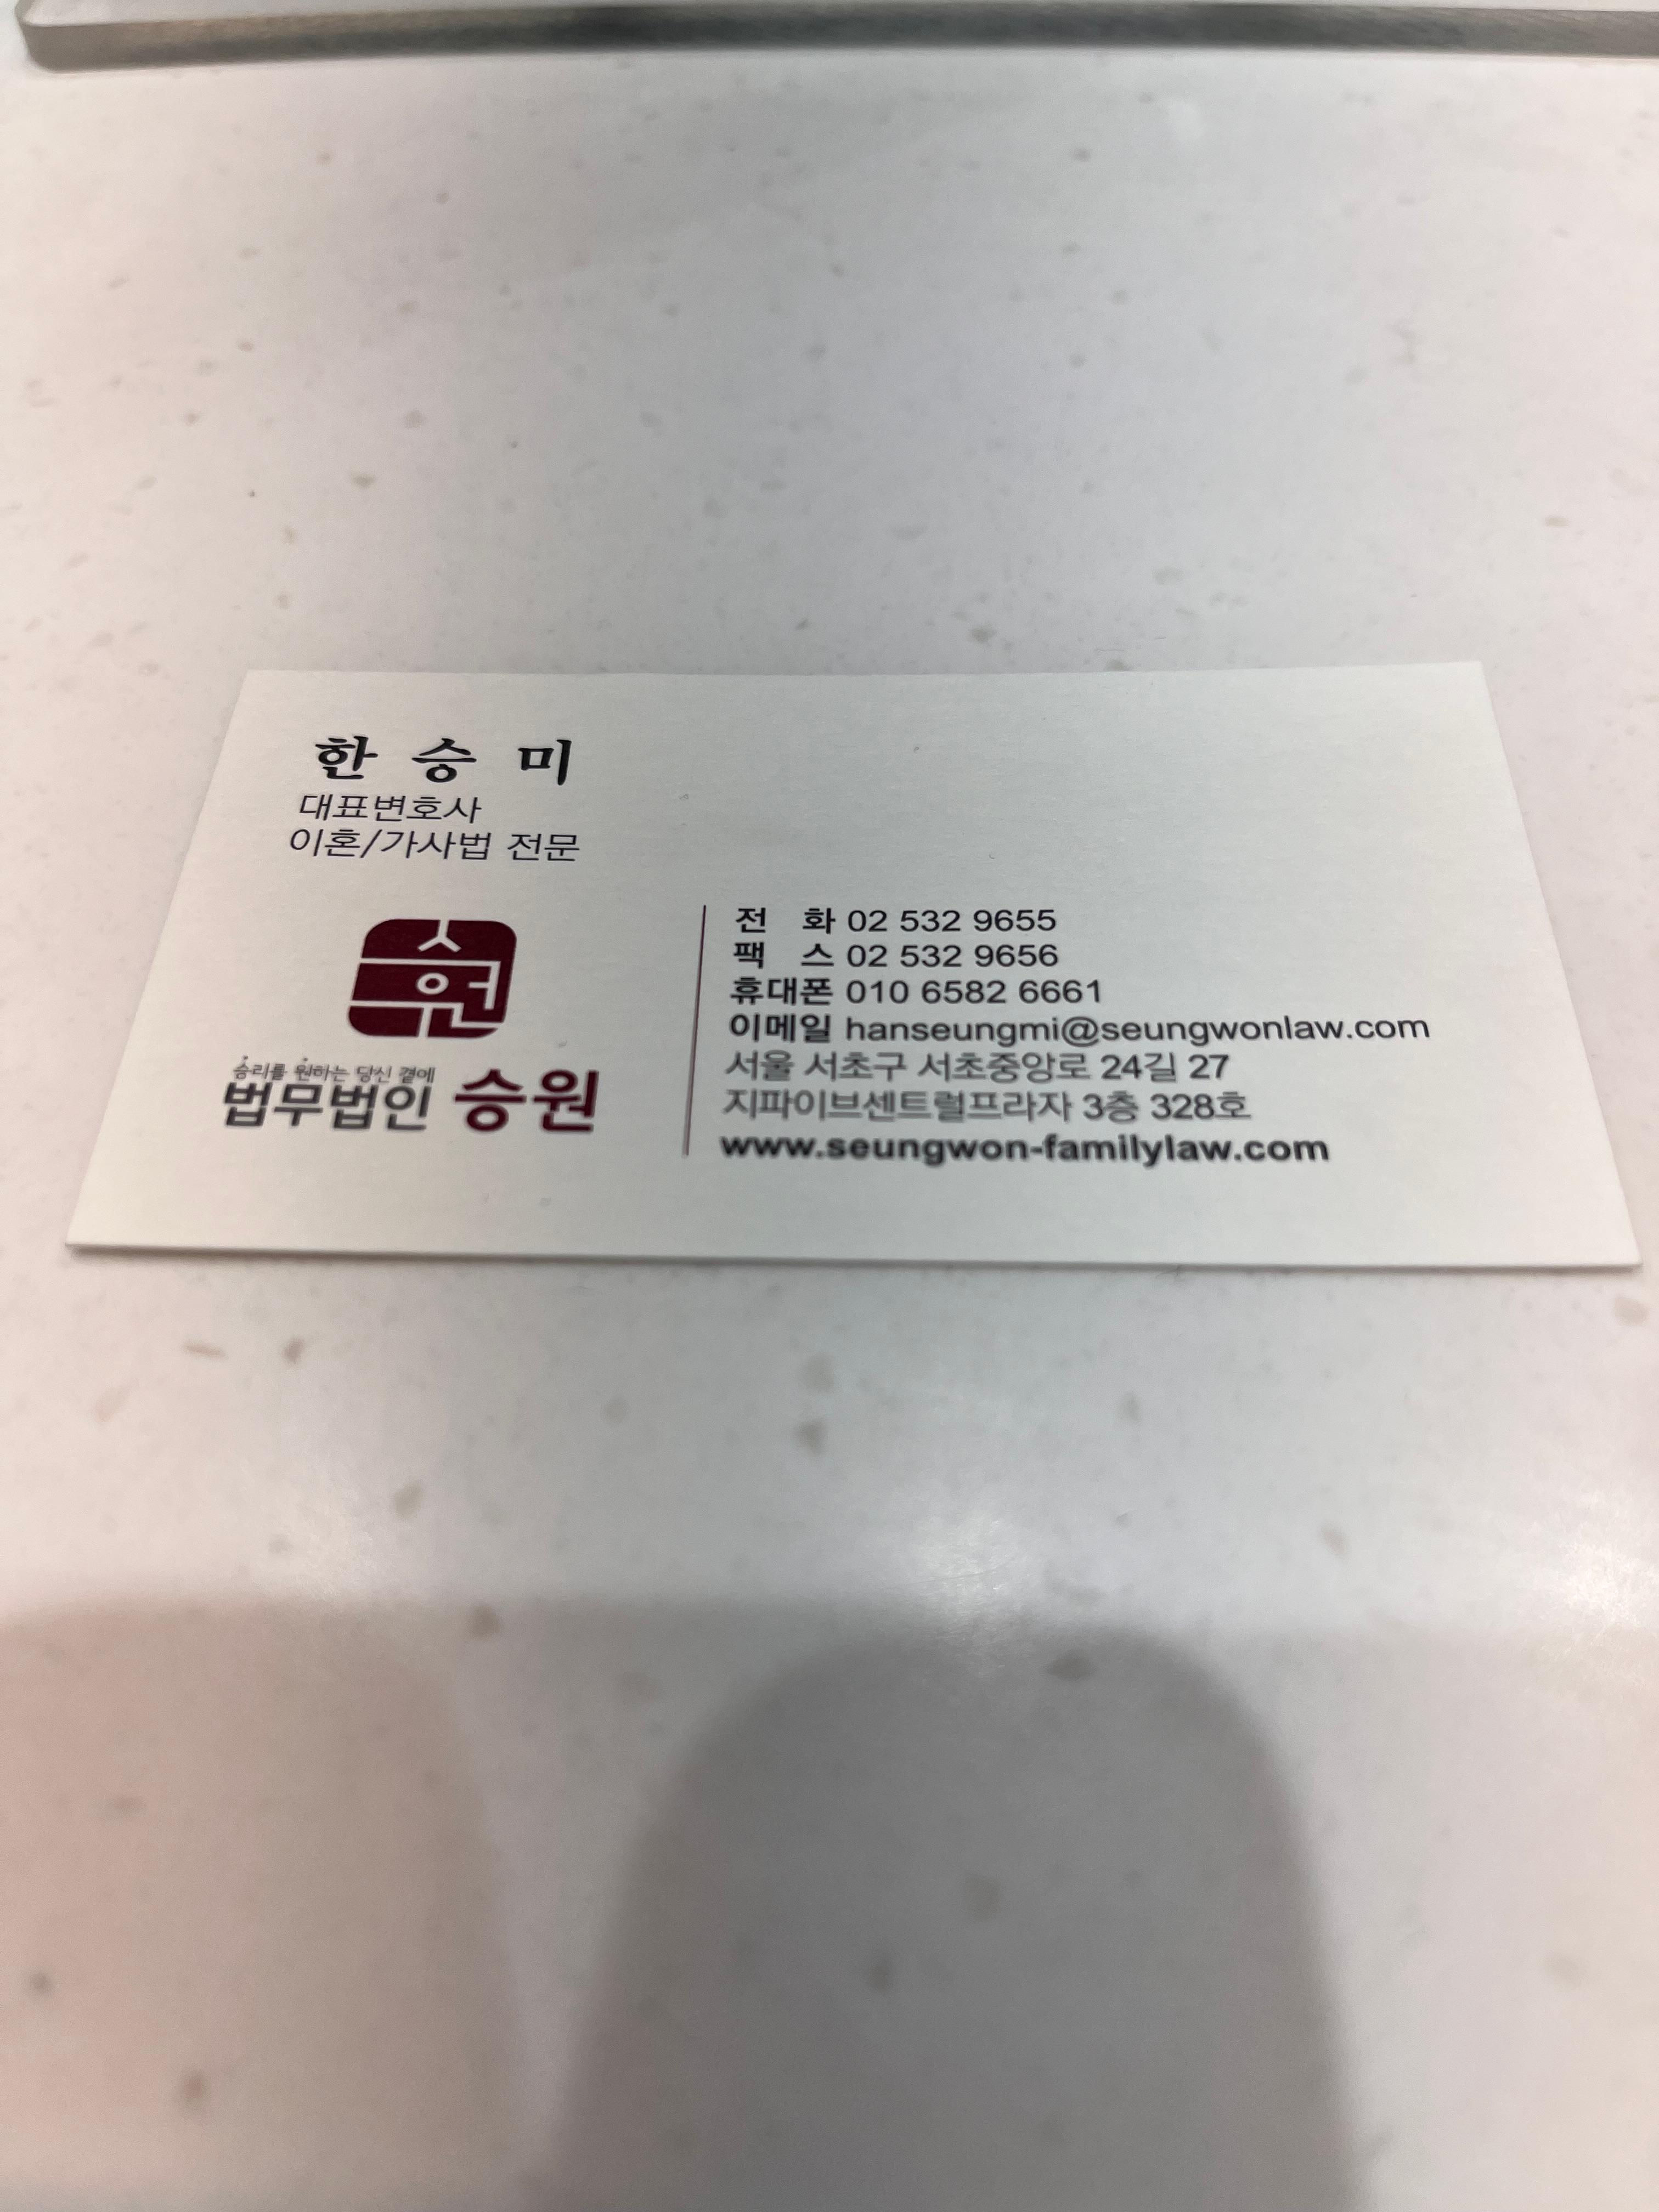 한 승 미
대표변호사
이혼/가사법 전문
승원
승리를 원하는 당신 곁에
법무법인 승원
전 화 02 532 9655
팩 스 02 532 9656
휴대폰 010 6582 6661
이메일 hanseungmi@seungwonlaw.com
서울 서초구 서초중앙로 24길 27
지파이브센트럴프라자 3층 328호
www.seungwon-familylaw.com